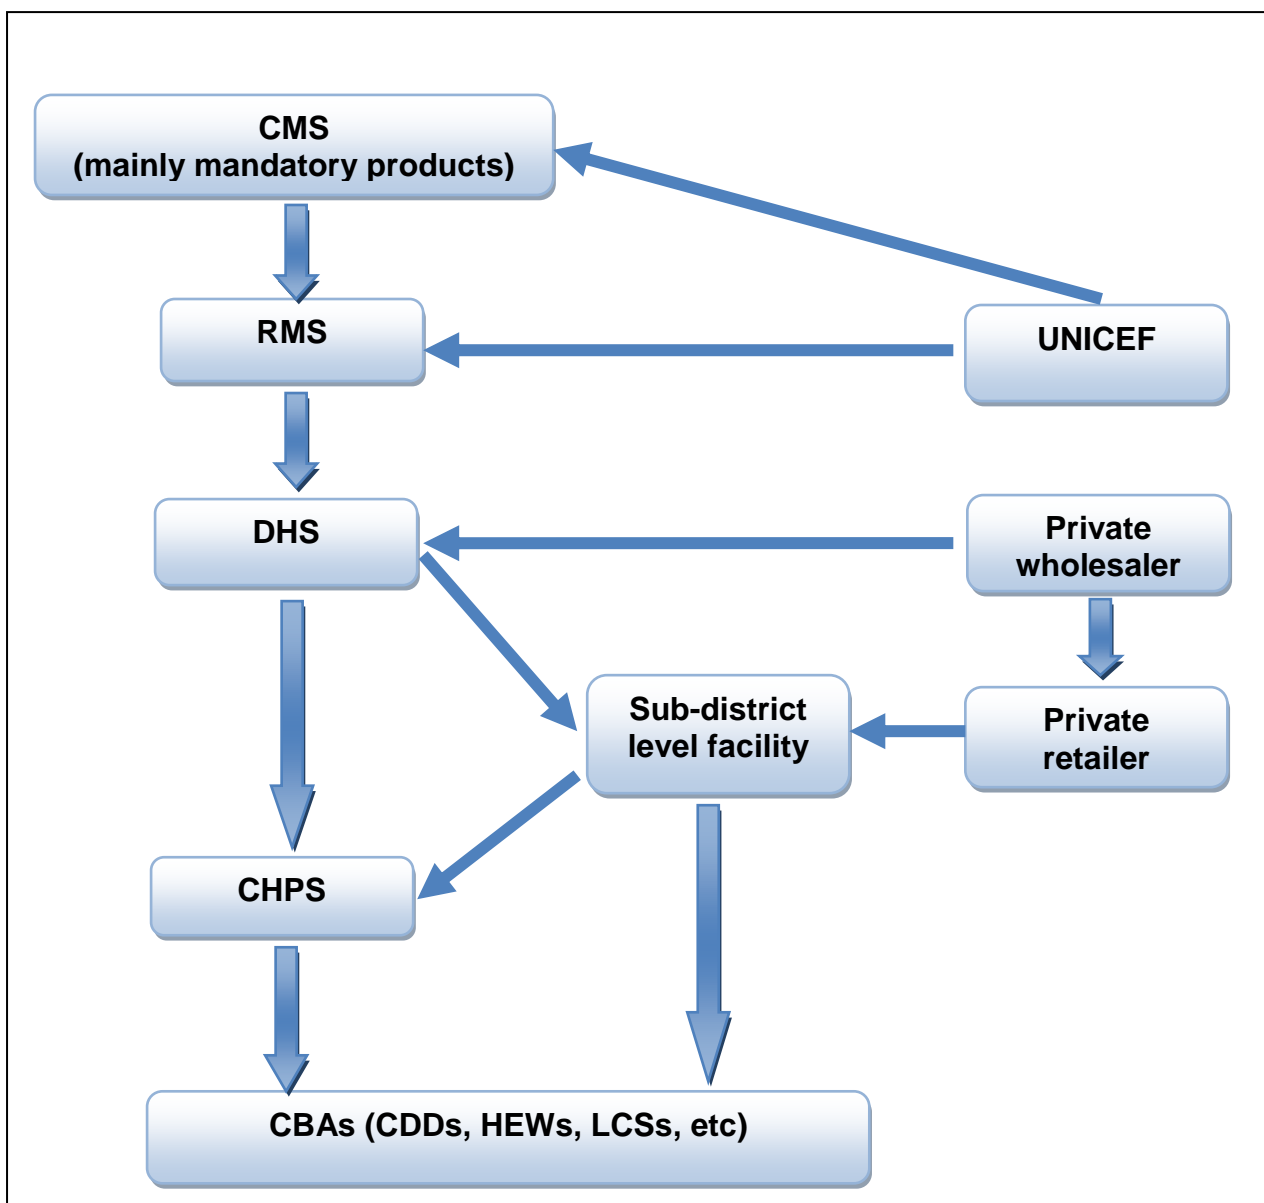 CMS
(mainly mandatory products)
RMS
UNICEF
DHS
Private
wholesaler
Sub-district
level facility
Private
retailer
CHPS
CBAs (CDDs, HEWs, LCSs, etc)